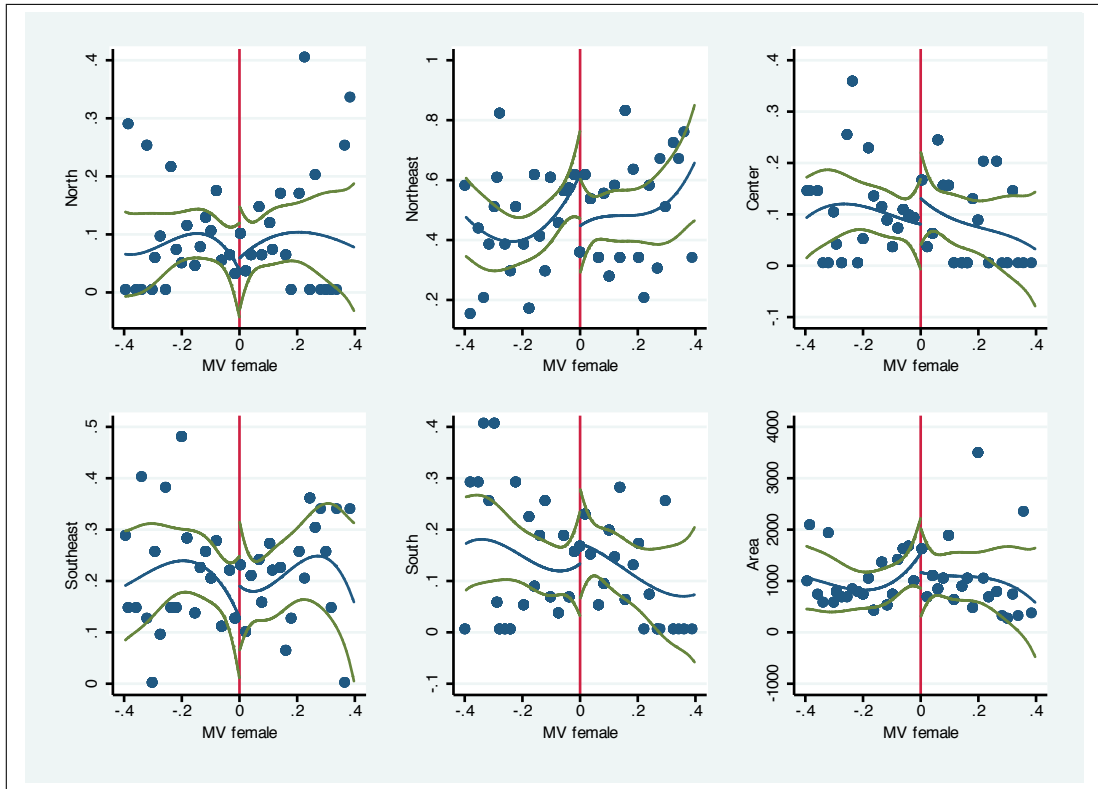 North
.4
.3
.2
.1
0
-.4 -.2 0 .2 .4
MV female
Northeast
1
.8
.6
.4
.2
-.4 -.2 0 .2 .4
MV female
Center
.4
.3
.2
.1
0
-.1
-.4 -.2 0 .2 .4
MV female
Southeast
.5
.4
.3
.2
.1
0
-.4 -.2 0 .2 .4
MV female
South
.4
.3
.2
.1
0
-.1
-.4 -.2 0 .2 .4
MV female
Area
4000
3000
2000
1000
0
-1000
-.4 -.2 0 .2 .4
MV female